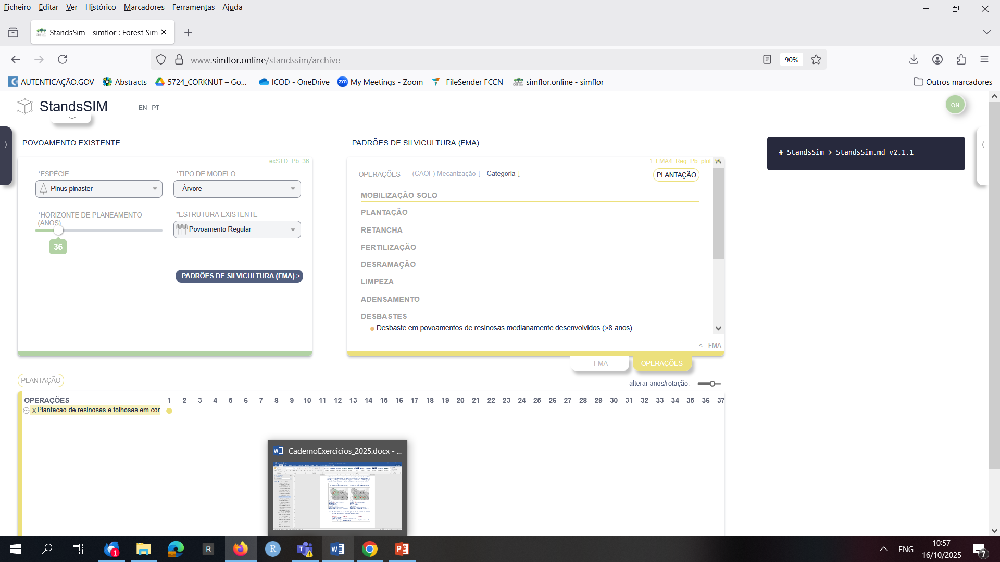 Ficheiro Editar Ver Histórico Marcadores Ferramentas Ajuda
StandsSim - simflor : Forest Sim
www.simflor.online/standssim/archive
90%
AUTENTICAÇÃO.GOV Abstracts 5724_CORKNUT – Go... ICOD - OneDrive zm My Meetings - Zoom FileSender FCCN simflor.online - simflor Outros marcadores
StandsSIM EN PT
ON
POVOAMENTO EXISTENTE
exSTD_Pb_36
*ESPÉCIE *TIPO DE MODELO
Pinus pinaster Árvore
*HORIZONTE DE PLANEAMENTO
(ANOS)
*ESTRUTURA EXISTENTE
Povoamento Regular
36
PADRÕES DE SILVICULTURA (FMA) >
PADRÕES DE SILVICULTURA (FMA)
1_FMA4_Reg_Pb_plnt_
OPERAÇÕES (CAOF) Mecanização ↓ Categoria ↓ PLANTAÇÃO
MOBILIZAÇÃO SOLO
PLANTAÇÃO
RETANCHA
FERTILIZAÇÃO
DESRAMAÇÃO
LIMPEZA
ADENSAMENTO
DESBASTES
Desbaste em povoamentos de resinosas medianamente desenvolvidos (>8 anos)
<-- FMA
FMA OPERAÇÕES
# StandsSim > StandsSim.md v2.1.1_
PLANTAÇÃO
alterar anos/rotação:
OPERAÇÕES 1 2 3 4 5 6 7 8 9 10 11 12 13 14 15 16 17 18 19 20 21 22 23 24 25 26 27 28 29 30 31 32 33 34 35 36 37
x Plantacao de resinosas e folhosas em cor
CadernoExercicios_2025.docx - ...
1 R R T W P
ENG
10:57
16/10/2025
7